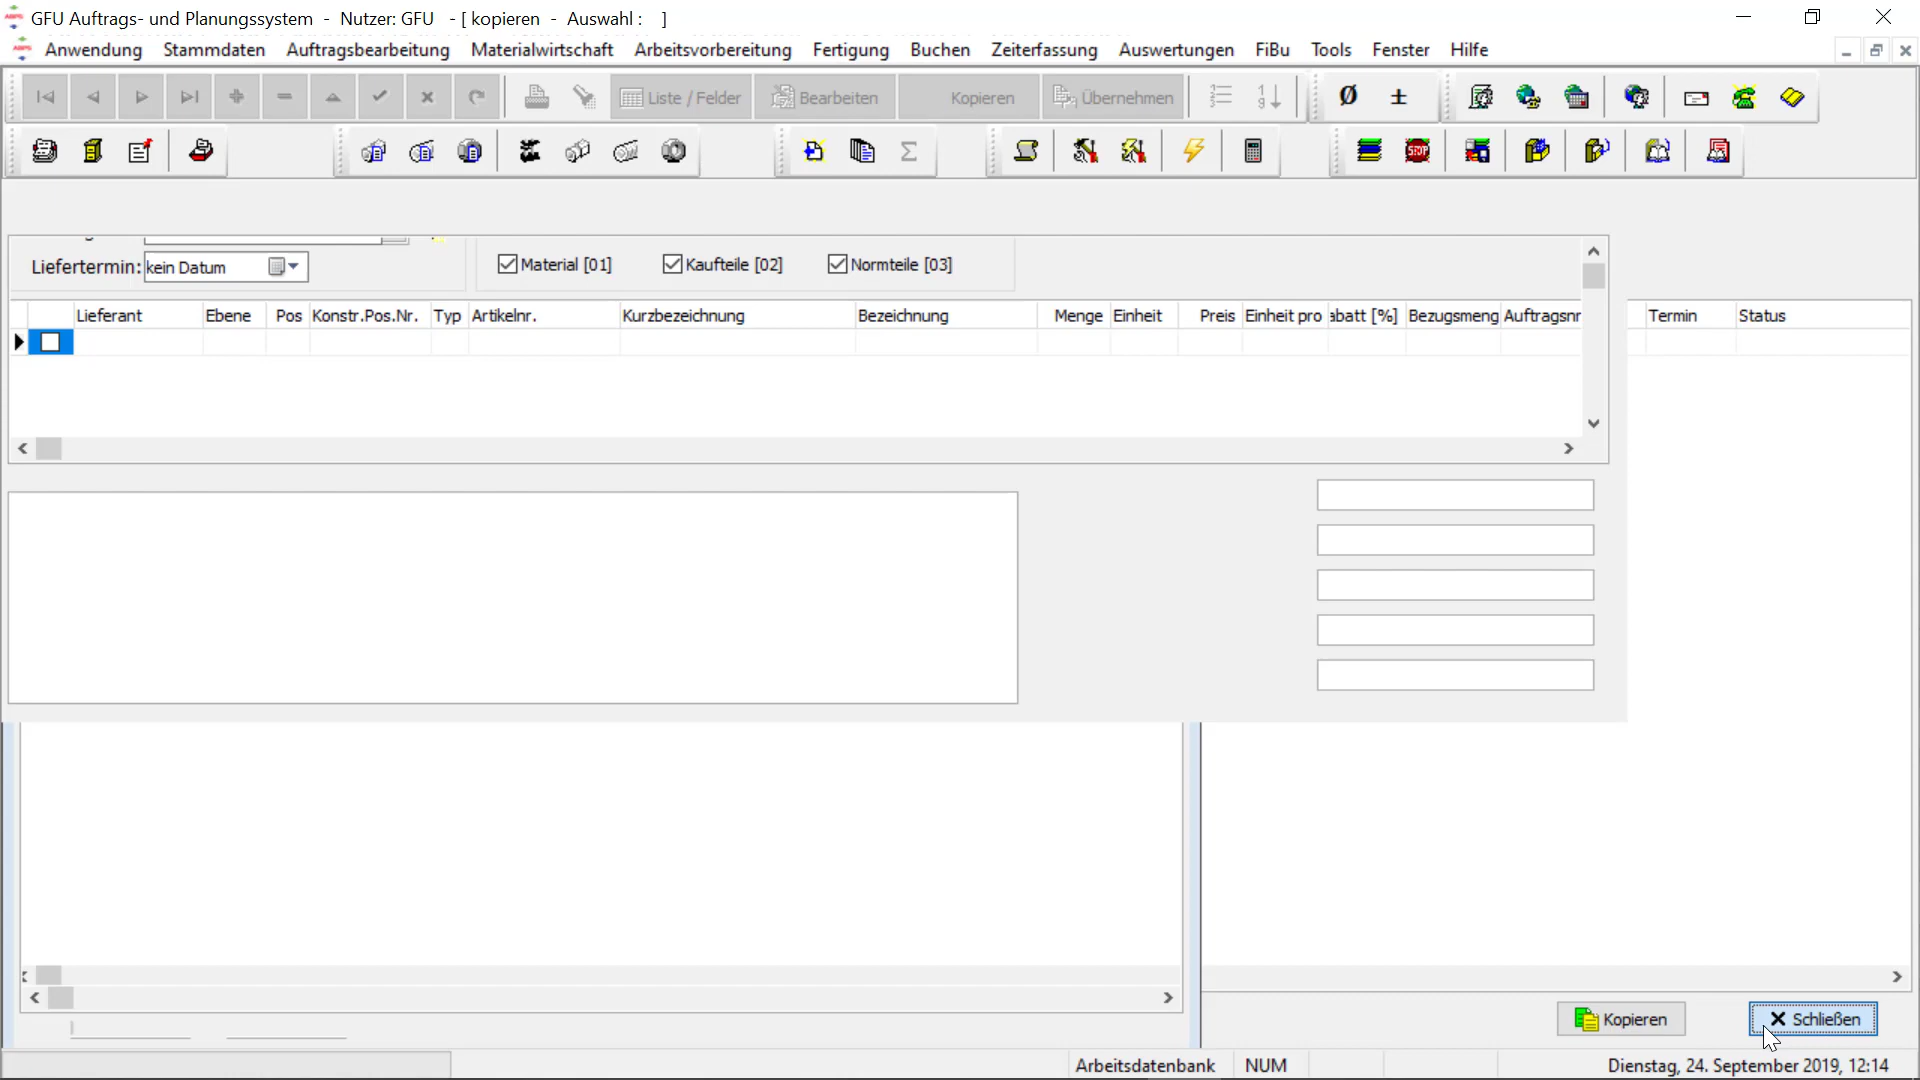 GFU Auftrags- und Planungssystem - Nutzer: GFU - [ kopieren - Auswahl : ]
Anwendung Stammdaten Auftragsbearbeitung Materialwirtschaft Arbeitsvorbereitung Fertigung Buchen Zeiterfassung Auswertungen FiBu Tools Fenster Hilfe
Liste / Felder Bearbeiten Kopieren Übernehmen
STOP
Liefertermin: kein Datum Material [01] Kaufteile [02] Normteile [03]
Lieferant Ebene Pos Konstr.Pos.Nr. Typ Artikelnr. Kurzbezeichnung Bezeichnung Menge Einheit Preis Einheit pro abatt [%] Bezugsmeng Auftragsnr Termin Status
Kopieren Schließen
Arbeitsdatenbank NUM Dienstag, 24. September 2019, 12:14